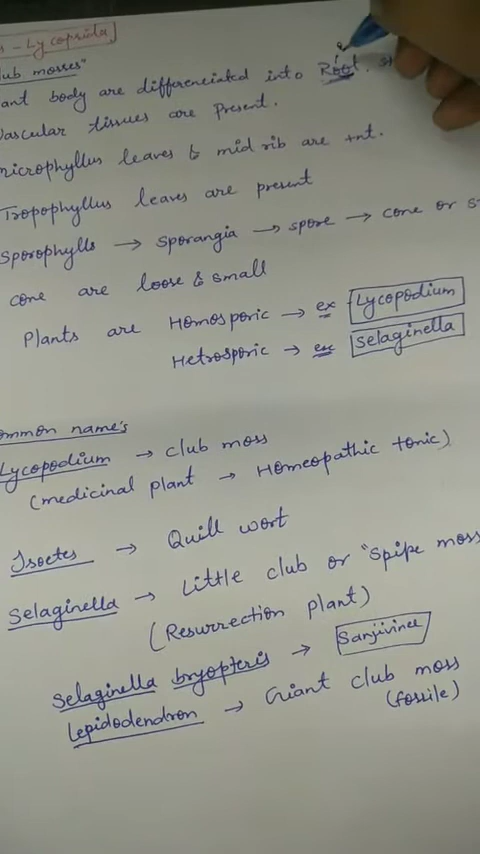 s - Lycopsida
lub mosses"
ant body are differenciated into Root. s
Vascular tissues are present.
microphyllus leaves & mid rib are +nt.
Tropophyllus leaves are present
Sporophylls → sporangia → spore → cone or s
cone are loose & small
Plants are Homosporic → ex Lycopodium
Hetrosporic → ex Selaginella
ommon name's
Lycopodium → club moss
(medicinal plant → Homeopathic tonic)
Isoetes → Quill wort
Selaginella → Little club or "Spipe moss
(Resurrection plant)
Selaginella bryopteris → Sanjivinee
Lepidodendron → Giant club moss
(fossile)